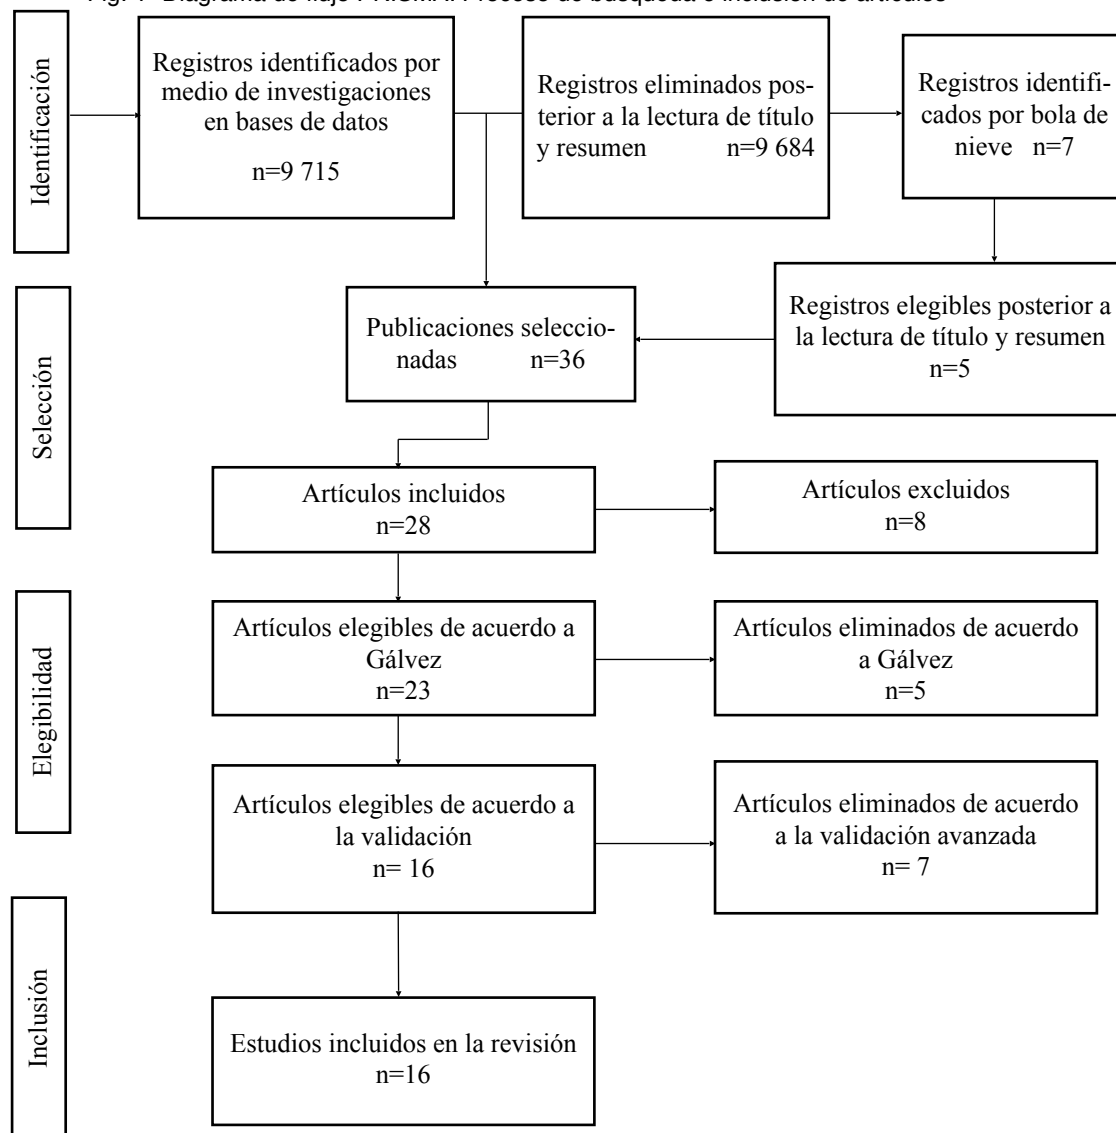 Fig. 1- Diagrama de flujo PRISMA. Proceso de búsqueda e inclusión de artículos
Identificación
Registros identificados por
medio de investigaciones
en bases de datos
n=9 715
Registros eliminados pos-
terior a la lectura de título
y resumen n=9 684
Registros identifi-
cados por bola de
nieve n=7
Selección
Publicaciones seleccio-
nadas n=36
Registros elegibles posterior a
la lectura de título y resumen
n=5
Artículos incluidos
n=28
Artículos excluidos
n=8
Elegibilidad
Artículos elegibles de acuerdo a
Gálvez
n=23
Artículos eliminados de acuerdo
a Gálvez
n=5
Artículos elegibles de acuerdo a
la validación
n= 16
Artículos eliminados de acuerdo
a la validación avanzada
n= 7
Inclusión
Estudios incluidos en la revisión
n=16